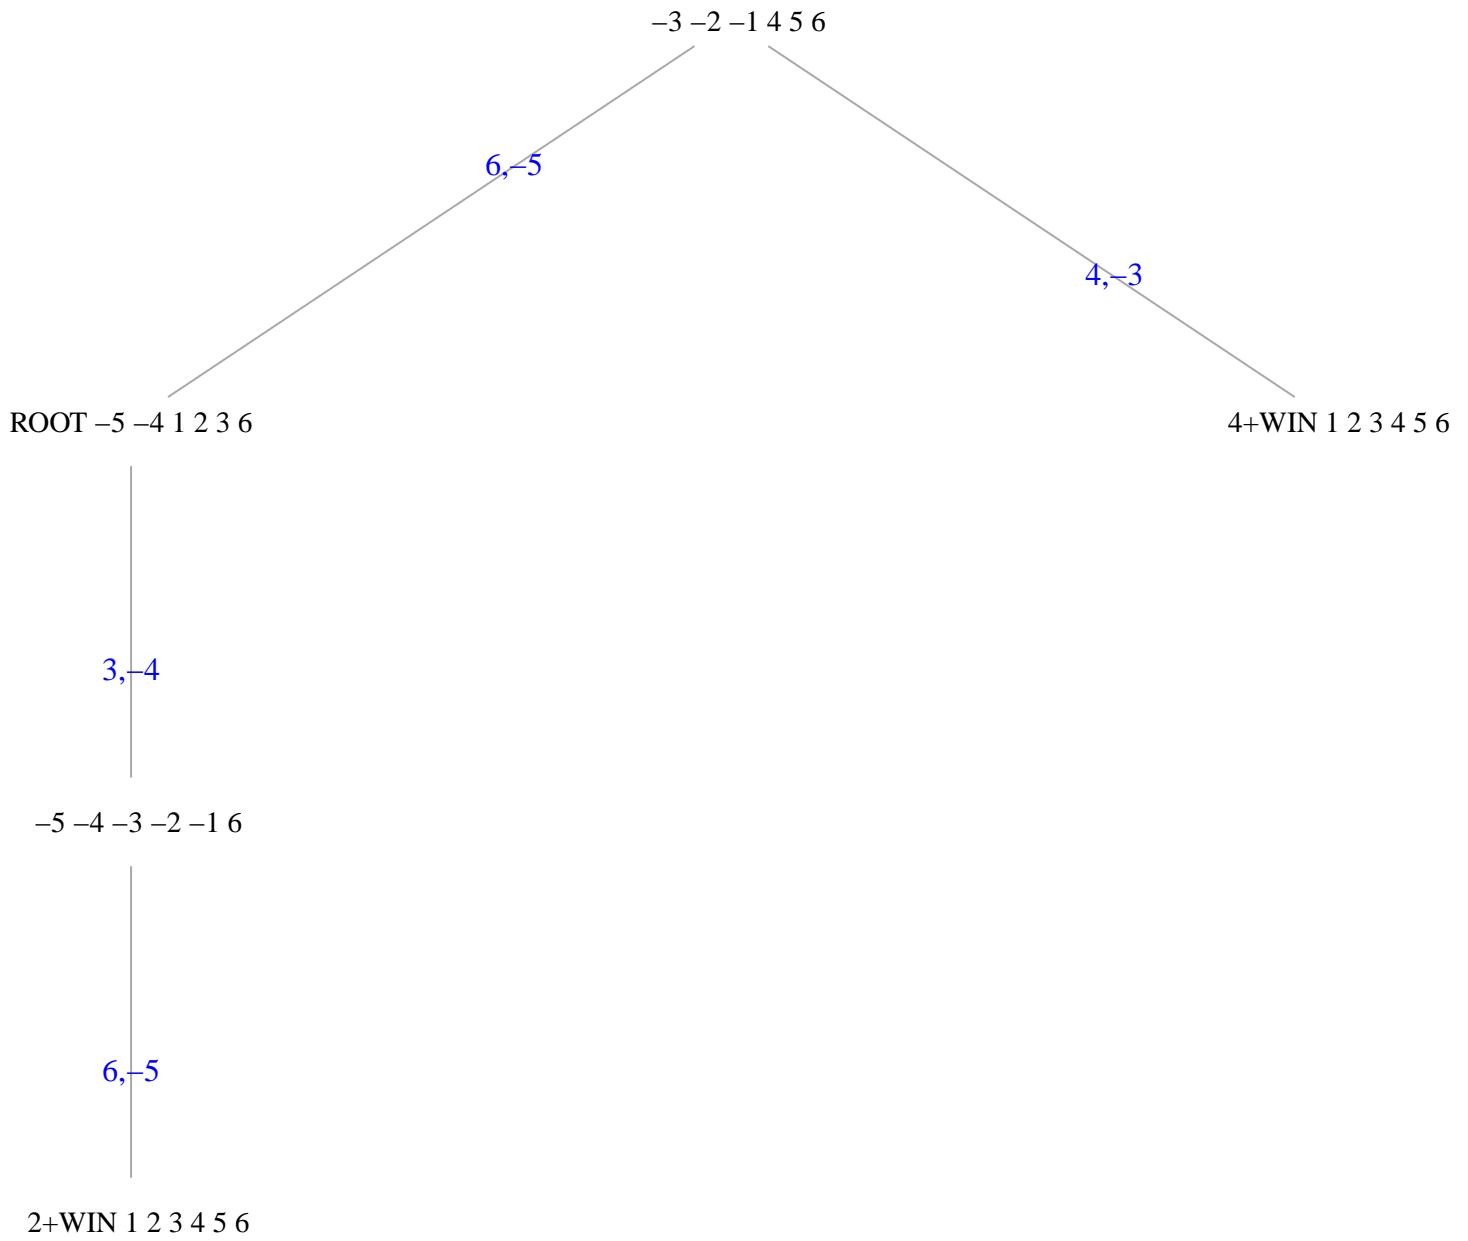 –3 –2 –1 4 5 6
6,–5
4,–3
ROOT –5 –4 1 2 3 6
4+WIN 1 2 3 4 5 6
3,–4
–5 –4 –3 –2 –1 6
6,–5
2+WIN 1 2 3 4 5 6